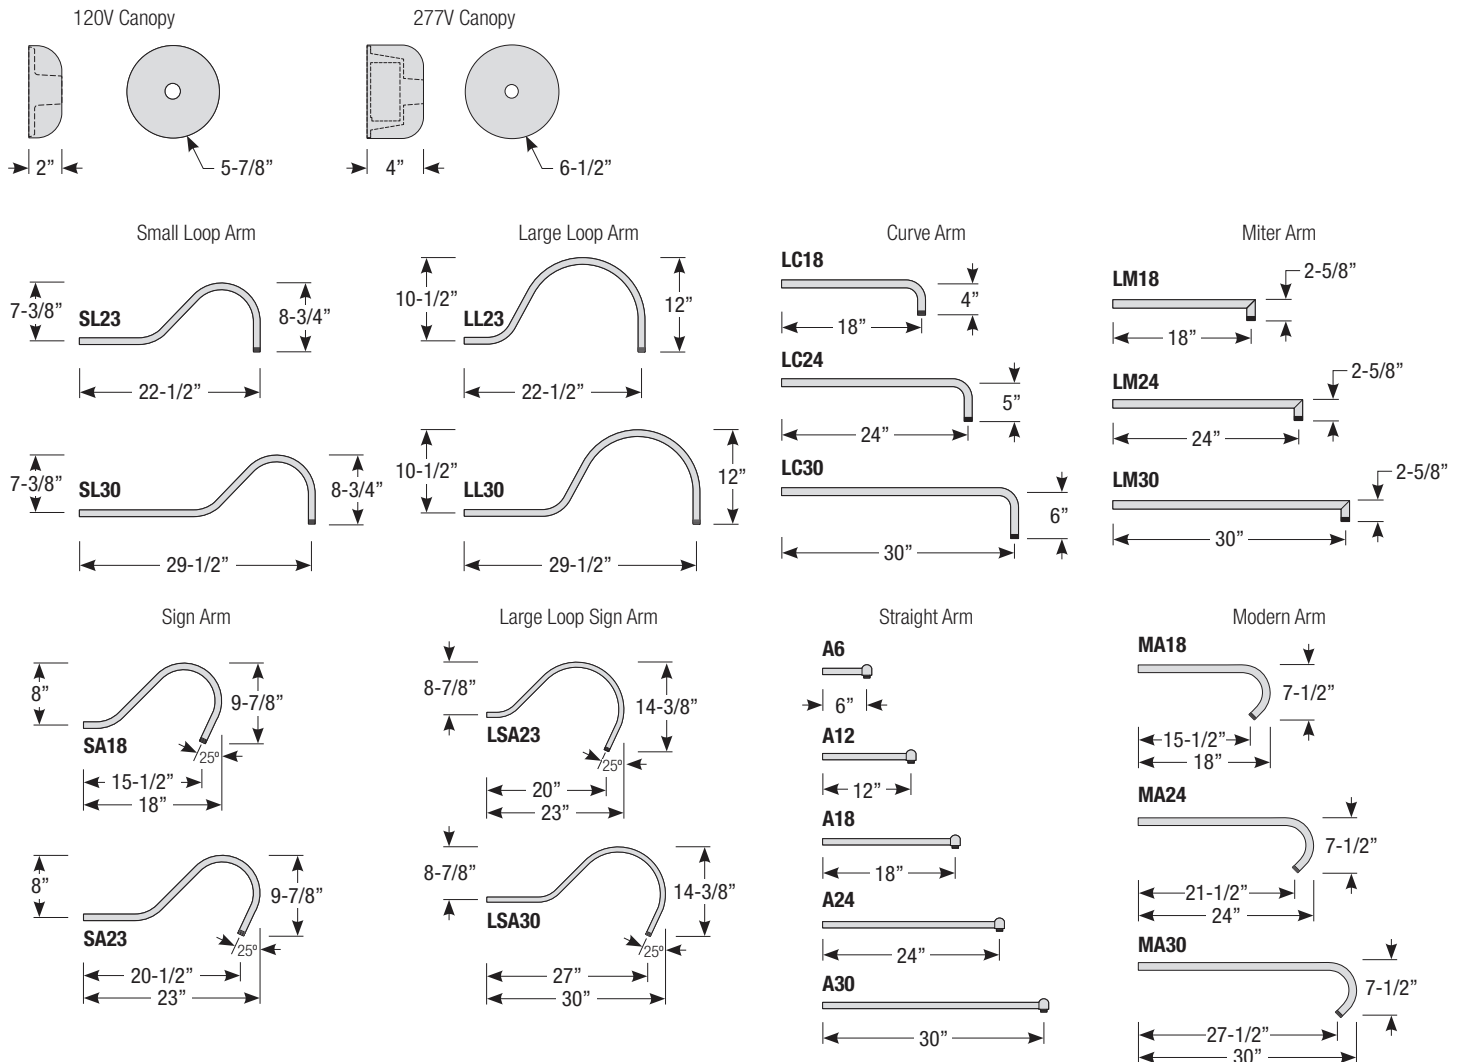 120V Canopy
277V Canopy
2”
5-7/8”
4”
6-1/2”
Small Loop Arm
7-3/8”
SL23
8-3/4”
22-1/2”
7-3/8”
SL30
8-3/4”
29-1/2”
Large Loop Arm
10-1/2”
LL23
12”
22-1/2”
10-1/2”
LL30
12”
29-1/2”
Curve Arm
LC18
4”
18”
LC24
5”
24”
LC30
6”
30”
Miter Arm
LM18
2-5/8”
18”
LM24
2-5/8”
24”
LM30
2-5/8”
30”
Sign Arm
8”
9-7/8”
SA18
25º
15-1/2”
18”
8”
9-7/8”
SA23
25º
20-1/2”
23”
Large Loop Sign Arm
8-7/8”
14-3/8”
LSA23
25º
20”
23”
8-7/8”
14-3/8”
LSA30
25º
27”
30”
Straight Arm
A6
6”
A12
12”
A18
18”
A24
24”
A30
30”
Modern Arm
MA18
7-1/2”
15-1/2”
18”
MA24
7-1/2”
21-1/2”
24”
MA30
7-1/2”
27-1/2”
30”